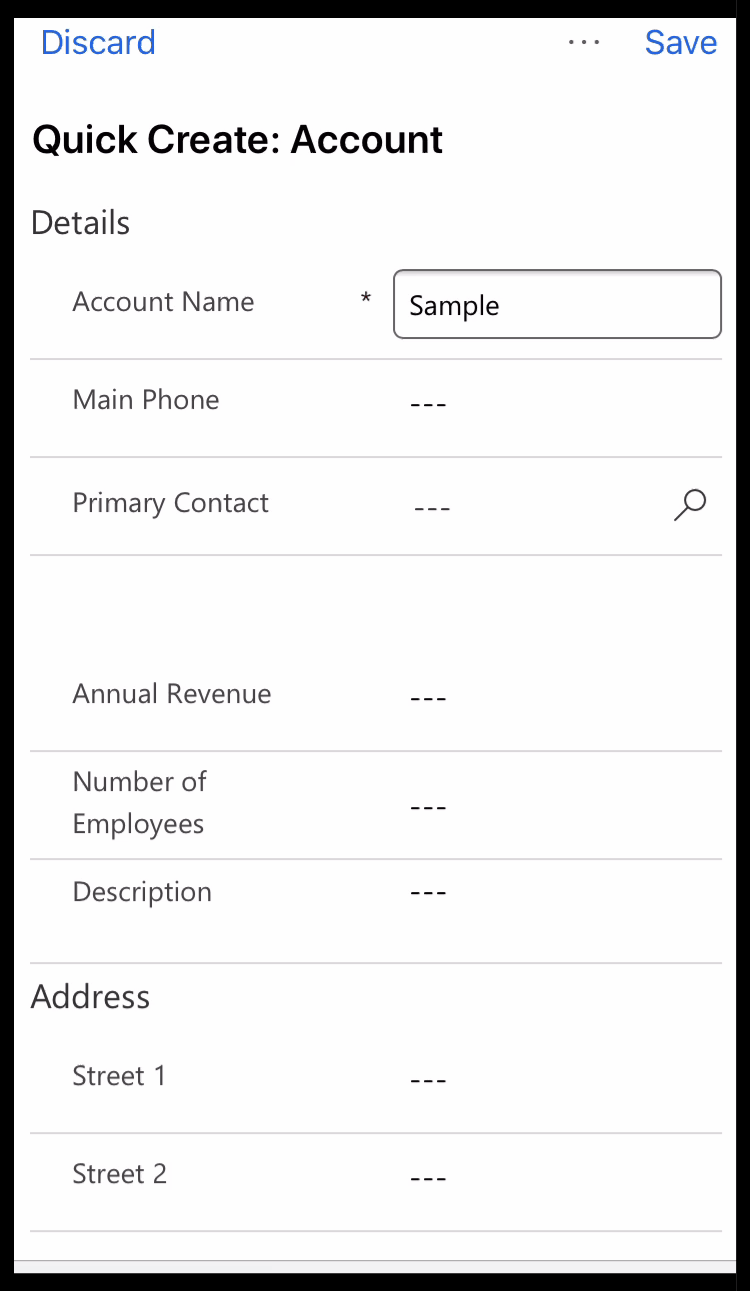 Discard ... Save
Quick Create: Account
Details
Account Name * Sample
Main Phone ---
Primary Contact ---
Annual Revenue ---
Number of
Employees ---
Description ---
Address
Street 1 ---
Street 2 ---